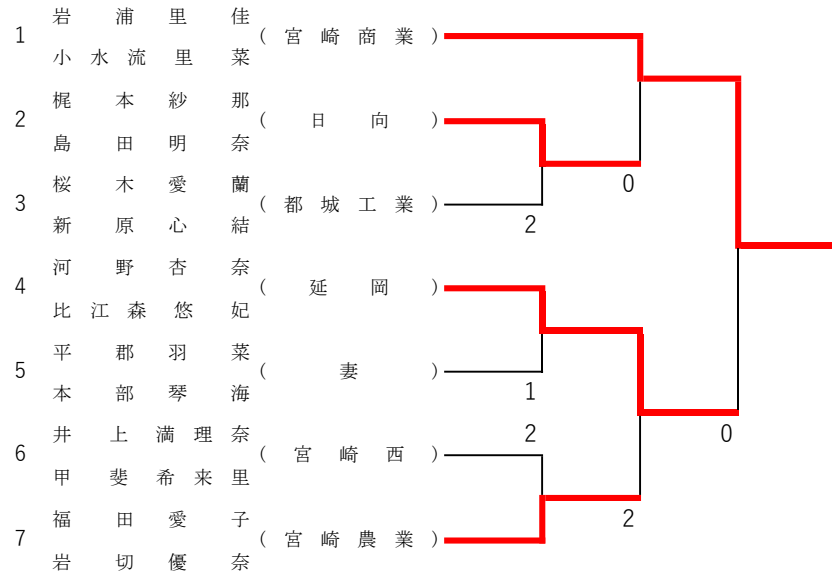 岩浦里佳
1 (宮崎商業)
小水流里菜
梶本紗那
2 (日向)
島田明奈
0
桜木愛蘭
3 (都城工業)
新原心結
2
河野杏奈
4 (延岡)
比江森悠妃
平郡羽菜
5 (妻)
本部琴海
1
井上満理奈
2
0
6 (宮崎西)
甲斐希来里
福田愛子
2
7 (宮崎農業)
岩切優奈